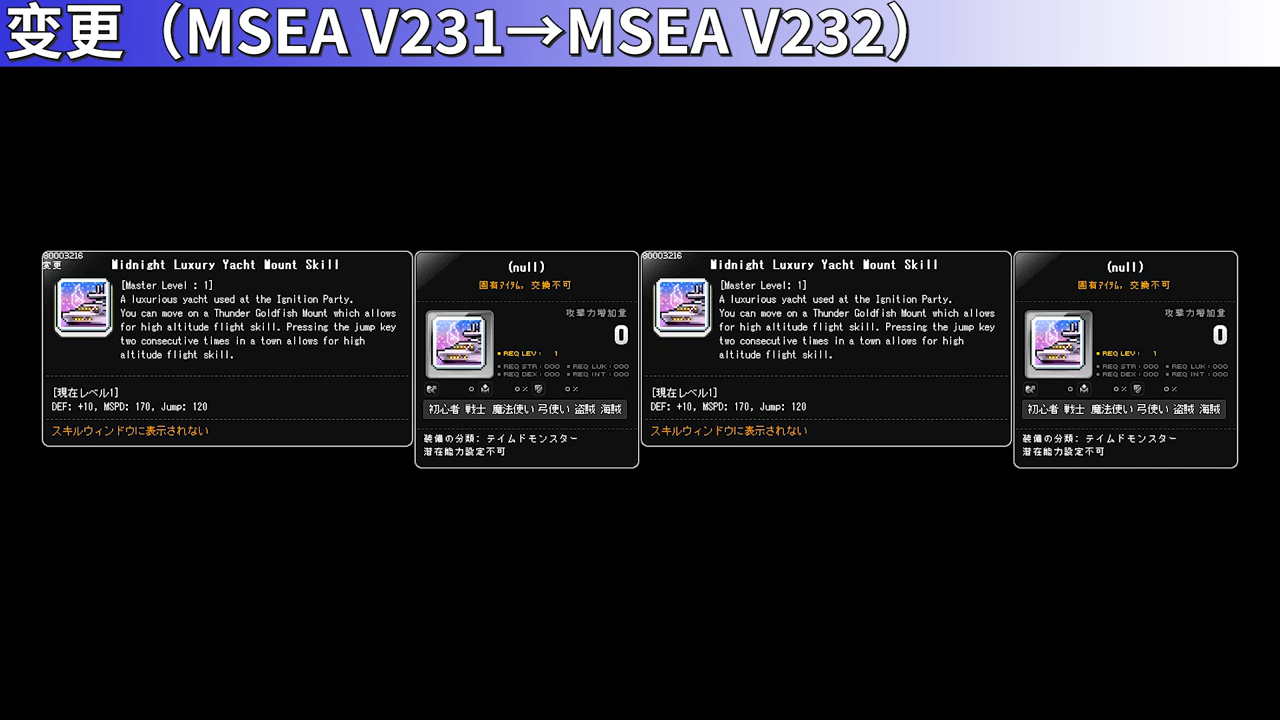 変更（MSEA V231→MSEA V232）
80003216
変更
Midnight Luxury Yacht Mount Skill
[Master Level : 1]
A luxurious yacht used at the Ignition Party.
You can move on a Thunder Goldfish Mount which allows
for high altitude flight skill. Pressing the jump key
two consecutive times in a town allows for high
altitude flight skill.
[現在レベル1]
DEF: +10, MSPD: 170, Jump: 120
スキルウィンドウに表示されない
(null)
固有ｱｲﾃﾑ, 交換不可
攻撃力増加量
0
REQ LEV : 1
REQ STR : 000 REQ LUK : 000
REQ DEX : 000 REQ INT : 000
0 0% 0%
初心者 戦士 魔法使い 弓使い 盗賊 海賊
装備の分類: テイムドモンスター
潜在能力設定不可
80003216
Midnight Luxury Yacht Mount Skill
[Master Level: 1]
A luxurious yacht used at the Ignition Party.
You can move on a Thunder Goldfish Mount which allows
for high altitude flight skill. Pressing the jump key
two consecutive times in a town allows for high
altitude flight skill.
[現在レベル1]
DEF: +10, MSPD: 170, Jump: 120
スキルウィンドウに表示されない
(null)
固有ｱｲﾃﾑ, 交換不可
攻撃力増加量
0
REQ LEV : 1
REQ STR : 000 REQ LUK : 000
REQ DEX : 000 REQ INT : 000
0 0% 0%
初心者 戦士 魔法使い 弓使い 盗賊 海賊
装備の分類: テイムドモンスター
潜在能力設定不可